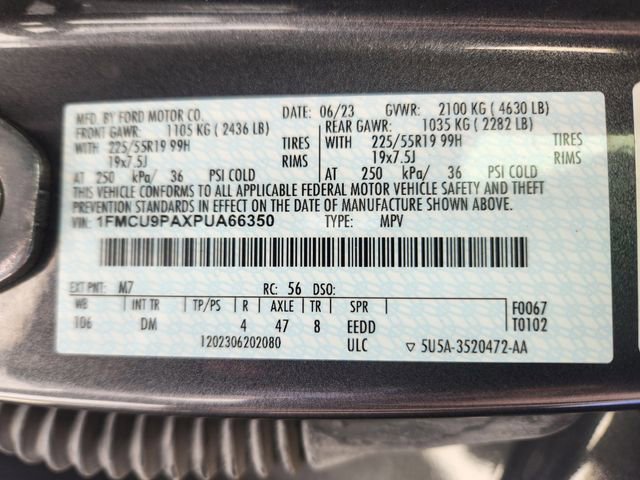 MFD. BY FORD MOTOR CO. DATE: 06/23 GVWR: 2100 KG ( 4630 LB)
FRONT GAWR: 1105 KG ( 2436 LB) REAR GAWR: 1035 KG ( 2282 LB)
WITH 225/55R19 99H TIRES WITH 225/55R19 99H TIRES
19x7.5J RIMS 19x7.5J RIMS
AT 250 kPa/ 36 PSI COLD AT 250 kPa/ 36 PSI COLD
THIS VEHICLE CONFORMS TO ALL APPLICABLE FEDERAL MOTOR VEHICLE SAFETY AND THEFT
PREVENTION STANDARDS IN EFFECT ON THE DATE OF MANUFACTURE SHOWN ABOVE.
VIN: 1FMCU9PAXPUA66350 TYPE: MPV
EXT PNT: M7 RC: 56 DSO:
WB INT TR TP/PS R AXLE TR SPR F0067
106 DM 4 47 8 EEDD T0102
1202306202080 ULC ▽ 5U5A-3520472-AA